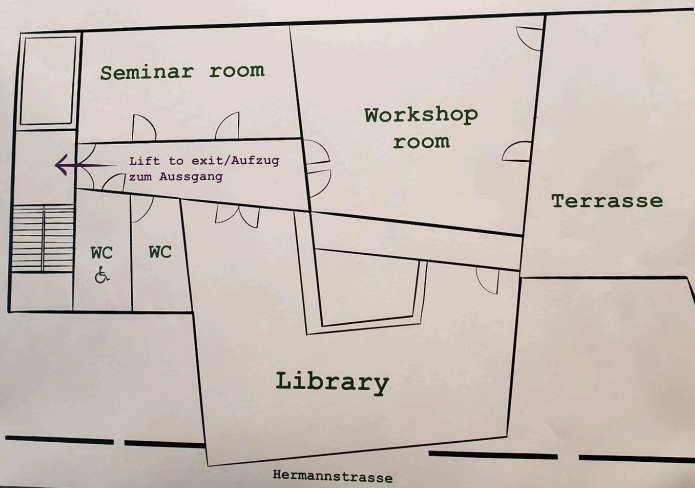 Seminar room
Workshop
room
Lift to exit/Aufzug
zum Aussgang
Terrasse
WC
WC
Library
Hermannstrasse